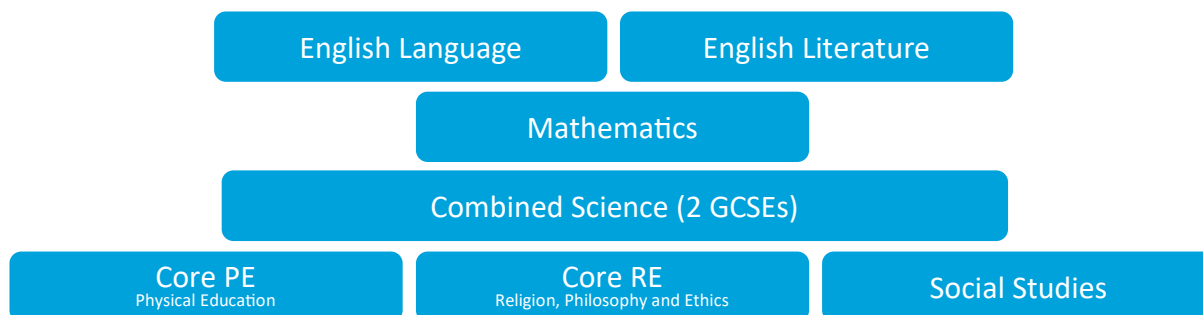 English Language
English Literature
Mathematics
Combined Science (2 GCSEs)
Core PE
Physical Education
Core RE
Religion, Philosophy and Ethics
Social Studies